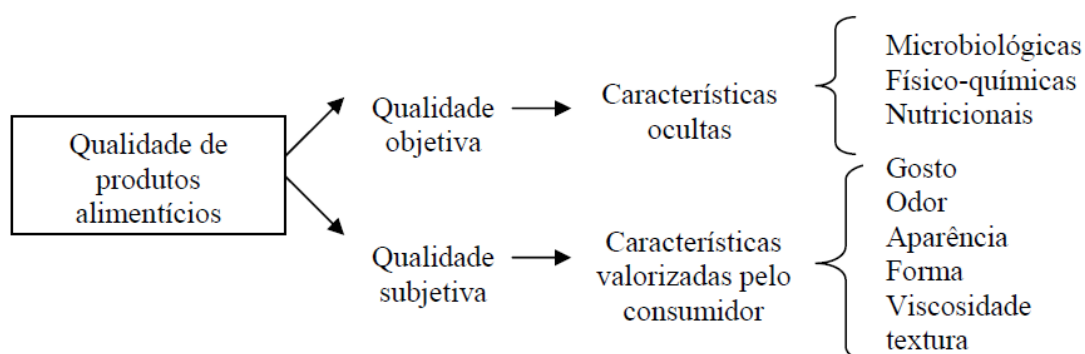 Qualidade de
produtos
alimentícios
Qualidade
objetiva
Características
ocultas
Microbiológicas
Físico-químicas
Nutricionais
Qualidade
subjetiva
Características
valorizadas pelo
consumidor
Gosto
Odor
Aparência
Forma
Viscosidade
textura